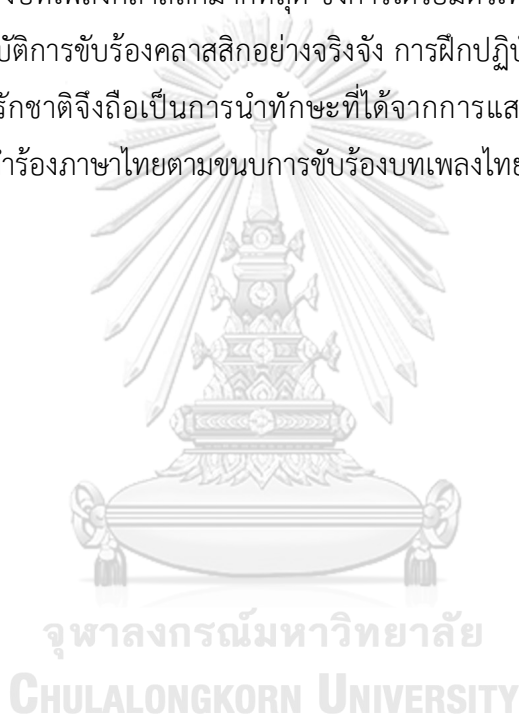 บัติการขับร้องคลาสสิกอย่างจริงจัง การฝึกปฏิบั
รักชาติจึงถือเป็นการนำทักษะที่ได้จากการแส
ำร้องภาษาไทยตามขนบการขับร้องบทเพลงไทย
จุฬาลงกรณ์มหาวิทยาลัย
CHULALONGKORN UNIVERSITY